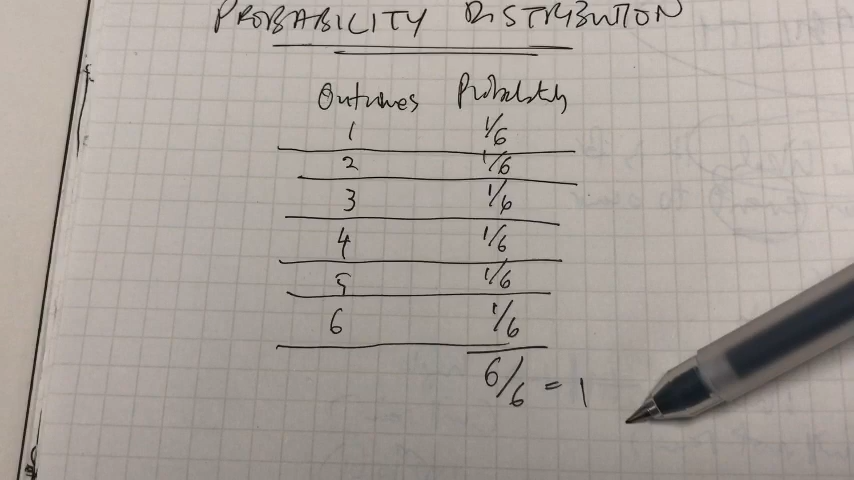 PROBABILITY DISTRIBUTION
Outcomes Probability
1 1/6
2 1/6
3 1/6
4 1/6
5 1/6
6 1/6
6/6 = 1